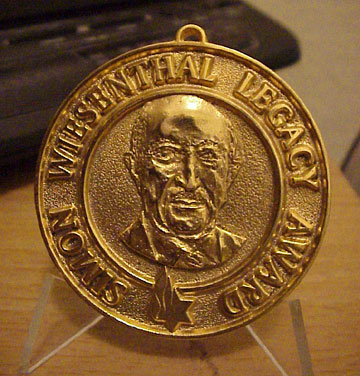 SIMON WIESENTHAL LEGACY AWARD